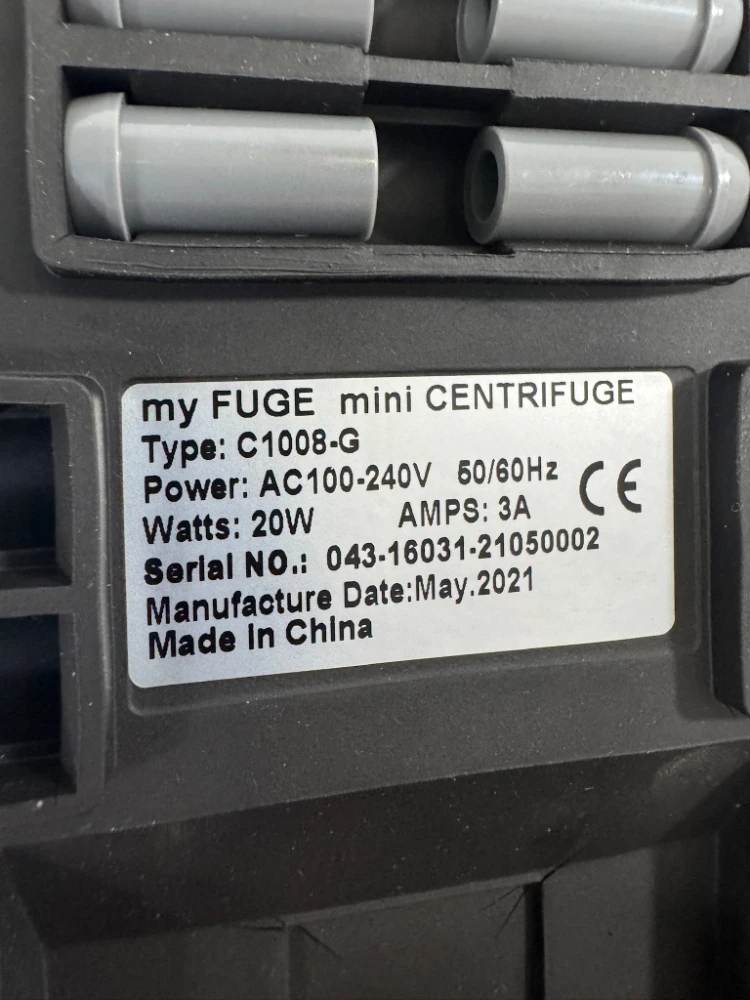 my FUGE mini CENTRIFUGE
Type: C1008-G
Power: AC100-240V 50/60Hz
CE
Watts: 20W AMPS: 3A
Serial NO.: 043-16031-21050002
Manufacture Date:May.2021
Made in China